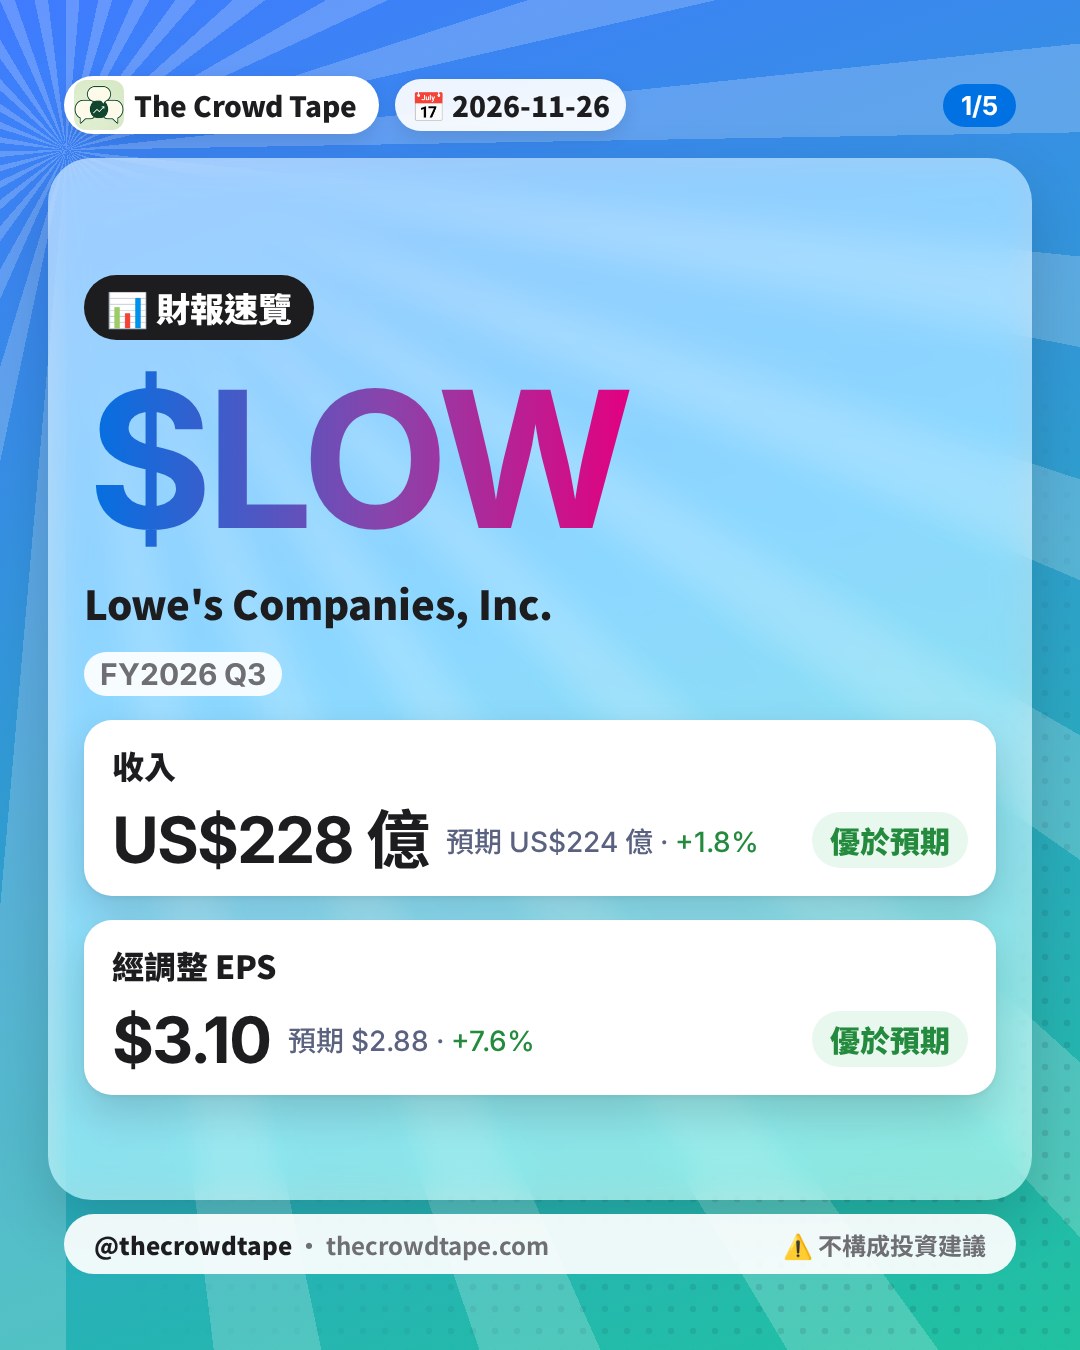 The Crowd Tape
📅 2026-11-26
1/5
📊 財報速覽
$LOW
Lowe's Companies, Inc.
FY2026 Q3
收入
US$228 億 預期 US$224 億 · +1.8% 優於預期
經調整 EPS
$3.10 預期 $2.88 · +7.6% 優於預期
@thecrowdtape • thecrowdtape.com
⚠️ 不構成投資建議